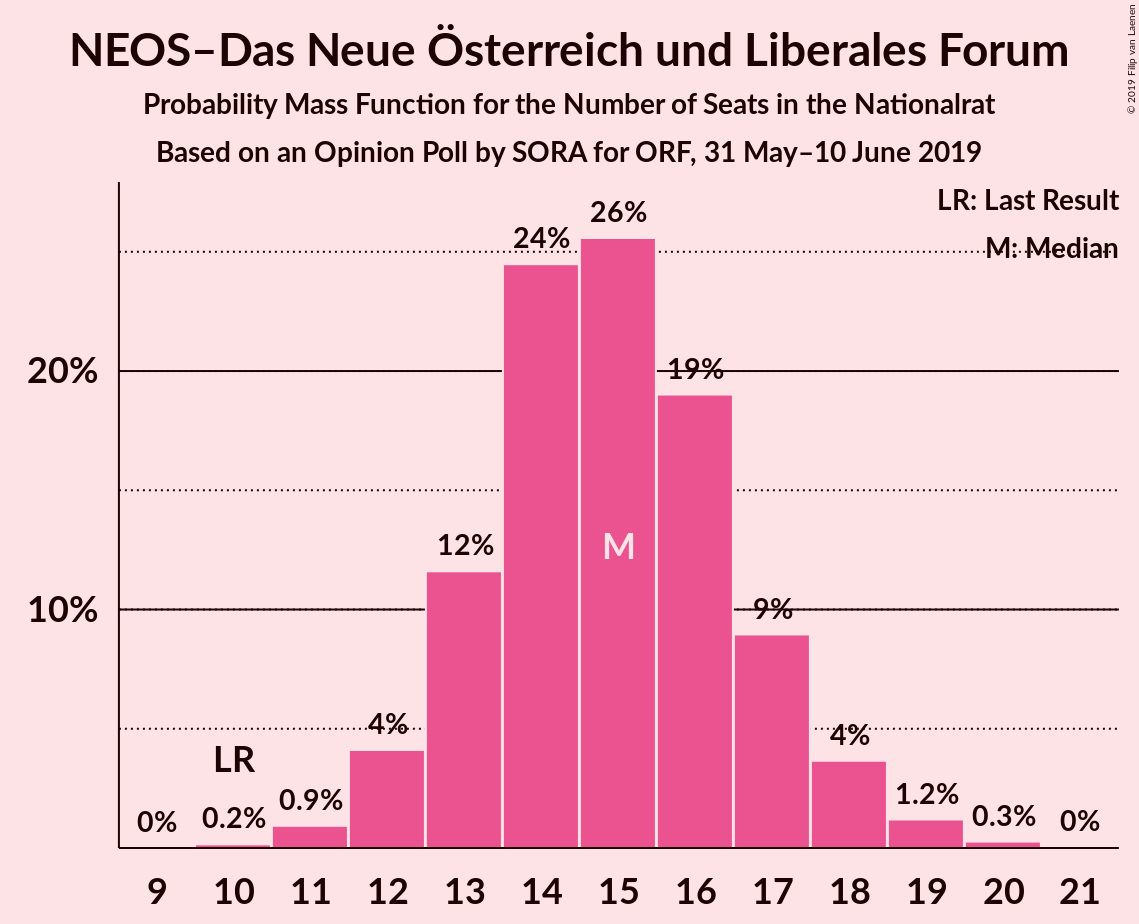 NEOS–Das Neue Österreich und Liberales Forum
Probability Mass Function for the Number of Seats in the Nationalrat
Based on an Opinion Poll by SORA for ORF, 31 May–10 June 2019
© 2019 Filip van Laenen
LR: Last Result
M: Median
20%
10%
0%
0.2%
0.9%
4%
12%
24%
26%
19%
9%
4%
1.2%
0.3%
0%
LR
M
9 10 11 12 13 14 15 16 17 18 19 20 21